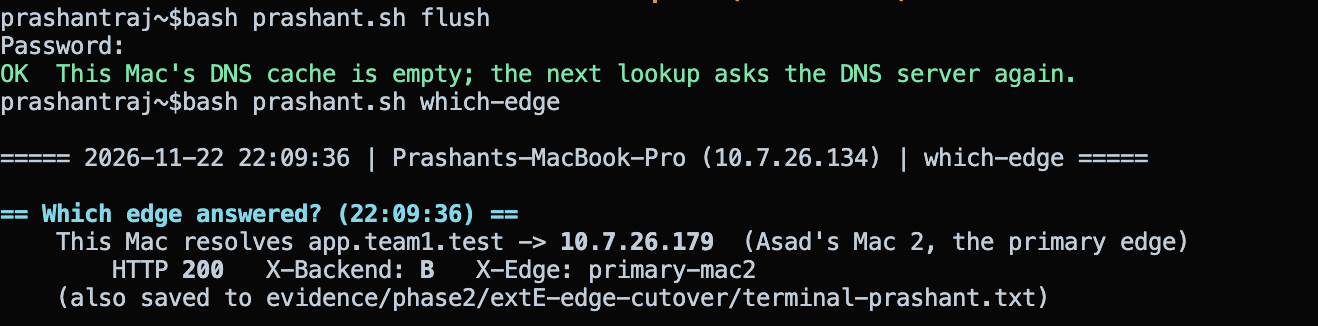 prashantraj~$bash prashant.sh flush
Password:
OK  This Mac's DNS cache is empty; the next lookup asks the DNS server again.
prashantraj~$bash prashant.sh which-edge
===== 2026-11-22 22:09:36 | Prashants-MacBook-Pro (10.7.26.134) | which-edge =====
== Which edge answered? (22:09:36) ==
    This Mac resolves app.team1.test -> 10.7.26.179  (Asad's Mac 2, the primary edge)
        HTTP 200   X-Backend: B   X-Edge: primary-mac2
    (also saved to evidence/phase2/extE-edge-cutover/terminal-prashant.txt)